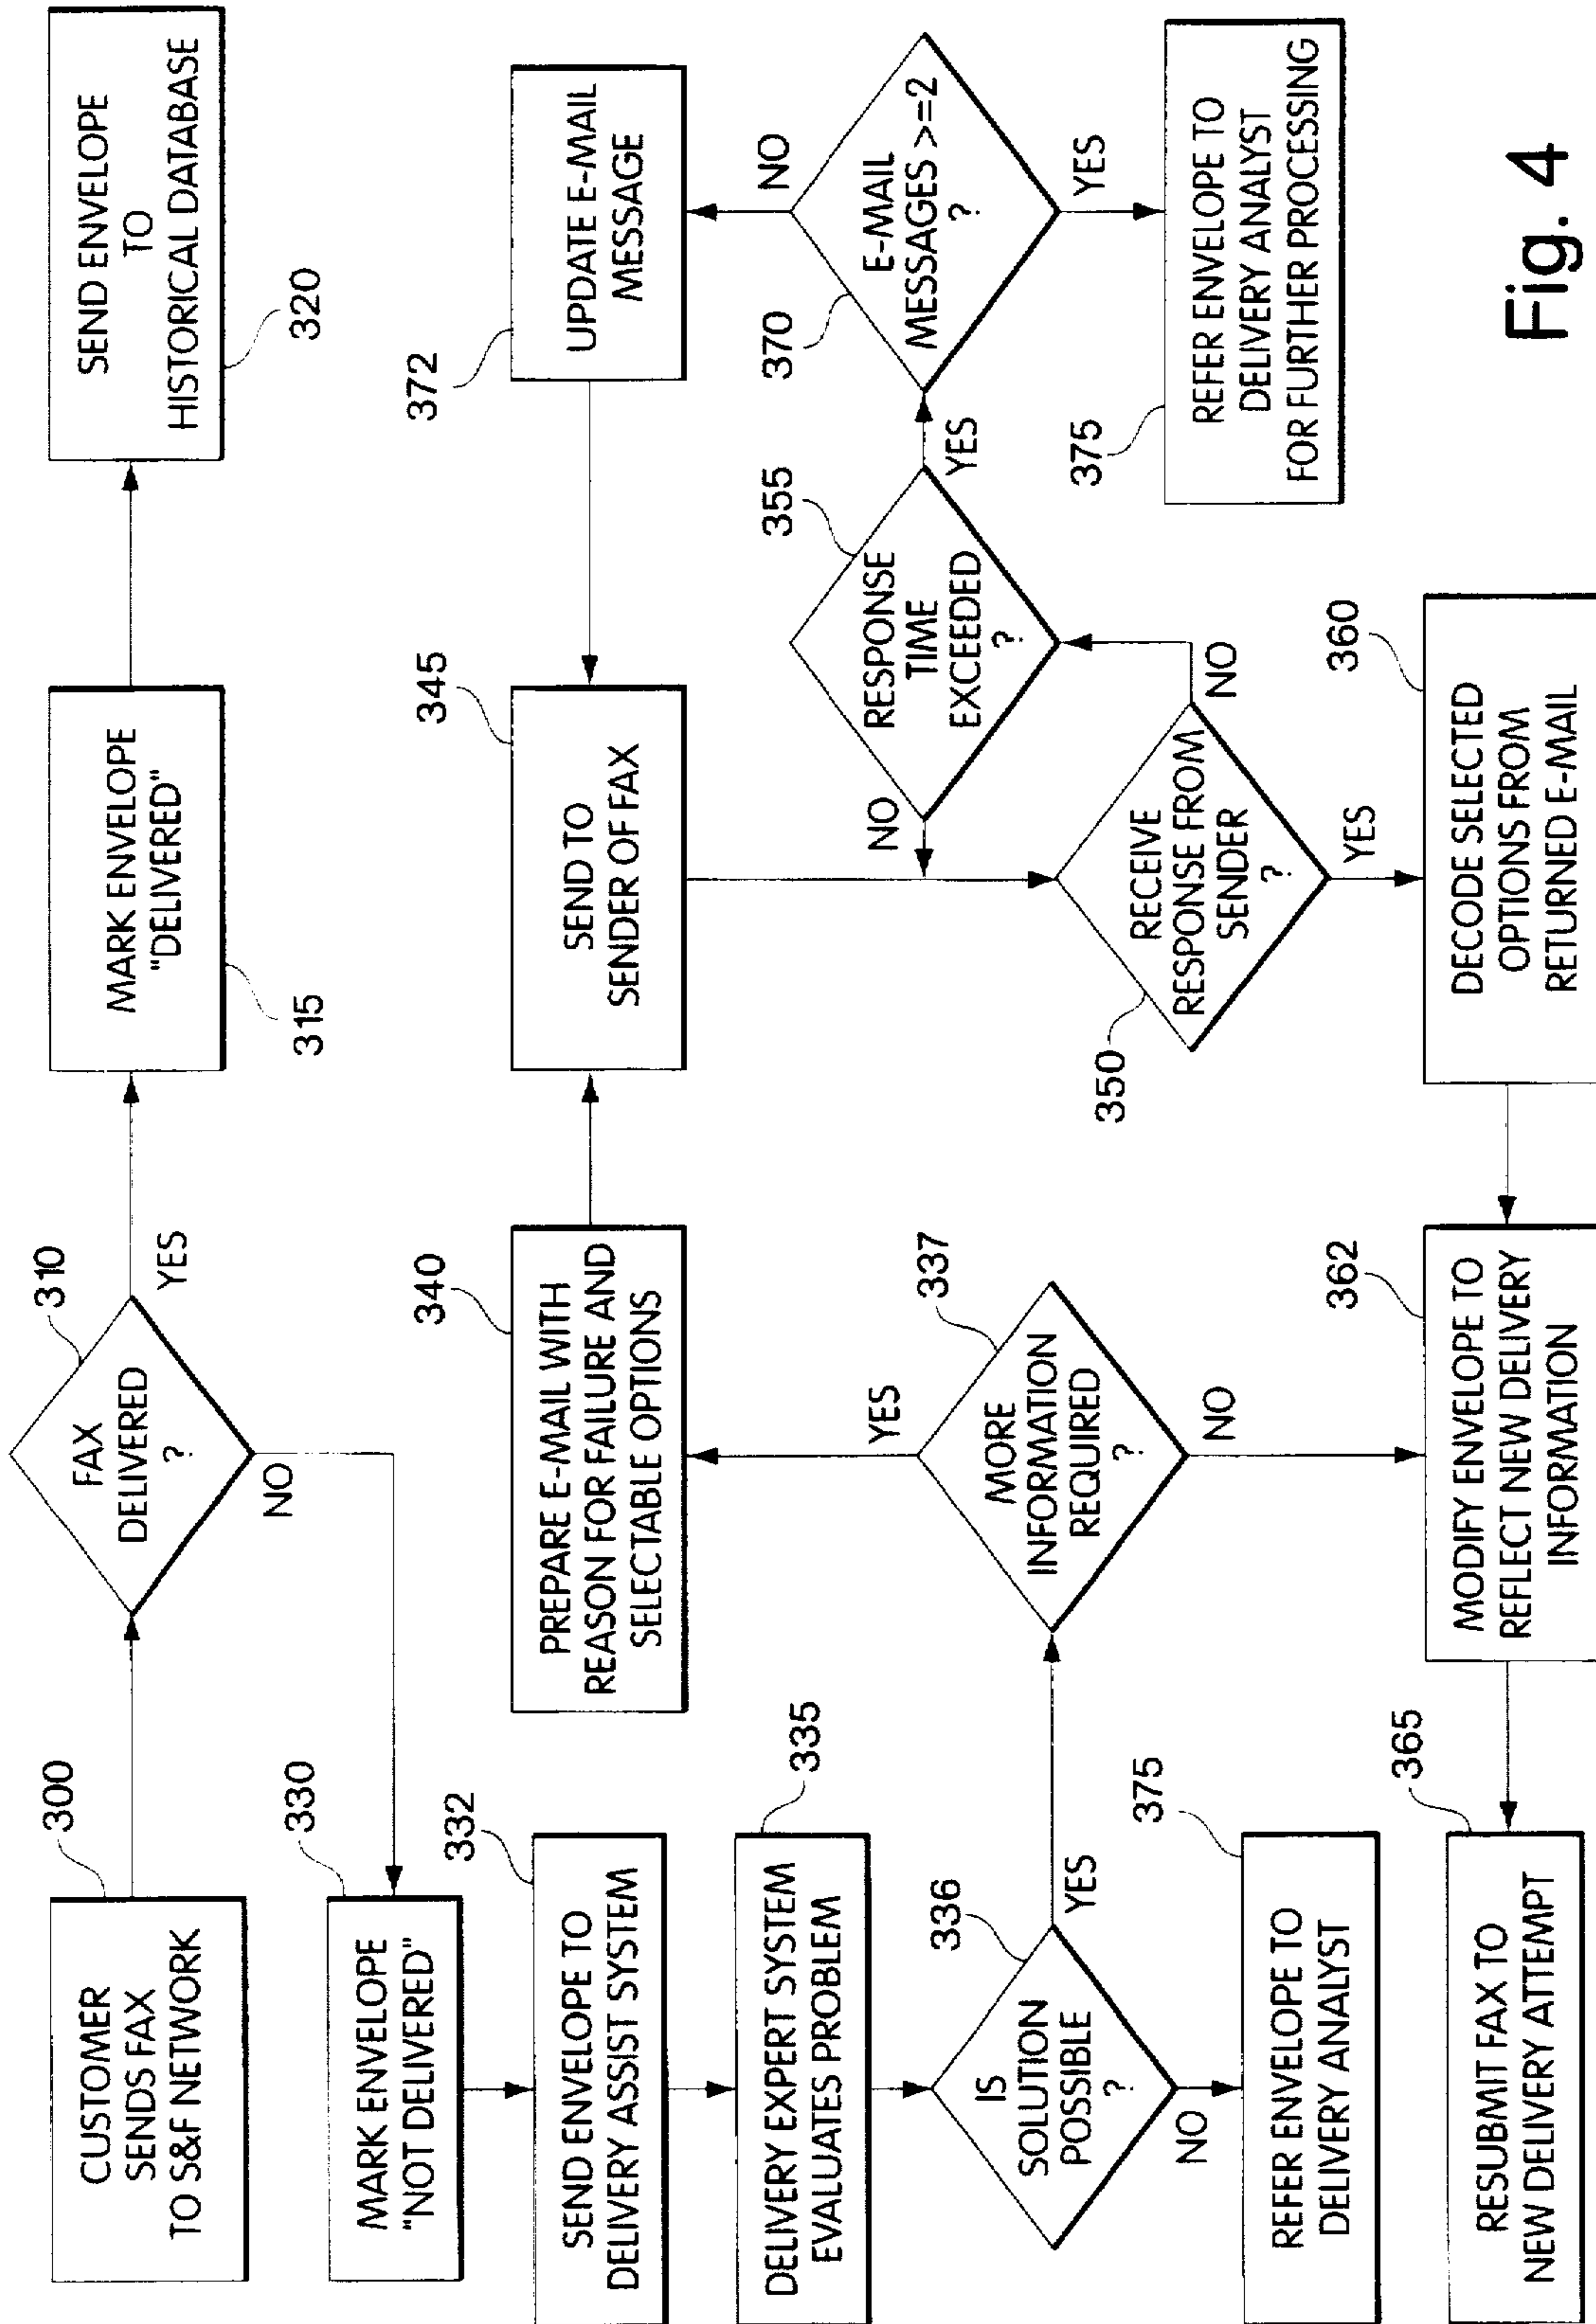 300
CUSTOMER
SENDS FAX
TO S&F NETWORK
310
FAX
DELIVERED
?
YES
NO
MARK ENVELOPE
"DELIVERED"
315
SEND ENVELOPE
TO
HISTORICAL DATABASE
320
330
MARK ENVELOPE
"NOT DELIVERED"
332
SEND ENVELOPE TO
DELIVERY ASSIST SYSTEM
335
DELIVERY EXPERT SYSTEM
EVALUATES PROBLEM
336
IS
SOLUTION
POSSIBLE
?
YES
NO
375
REFER ENVELOPE TO
DELIVERY ANALYST
337
MORE
INFORMATION
REQUIRED
?
YES
NO
340
PREPARE E-MAIL WITH
REASON FOR FAILURE AND
SELECTABLE OPTIONS
345
SEND TO
SENDER OF FAX
350
RECEIVE
RESPONSE FROM
SENDER
?
NO
YES
355
RESPONSE
TIME
EXCEEDED
?
NO
YES
370
E-MAIL
MESSAGES >=2
?
NO
YES
372
UPDATE E-MAIL
MESSAGE
375
REFER ENVELOPE TO
DELIVERY ANALYST
FOR FURTHER PROCESSING
360
DECODE SELECTED
OPTIONS FROM
RETURNED E-MAIL
362
MODIFY ENVELOPE TO
REFLECT NEW DELIVERY
INFORMATION
365
RESUBMIT FAX TO
NEW DELIVERY ATTEMPT
Fig. 4